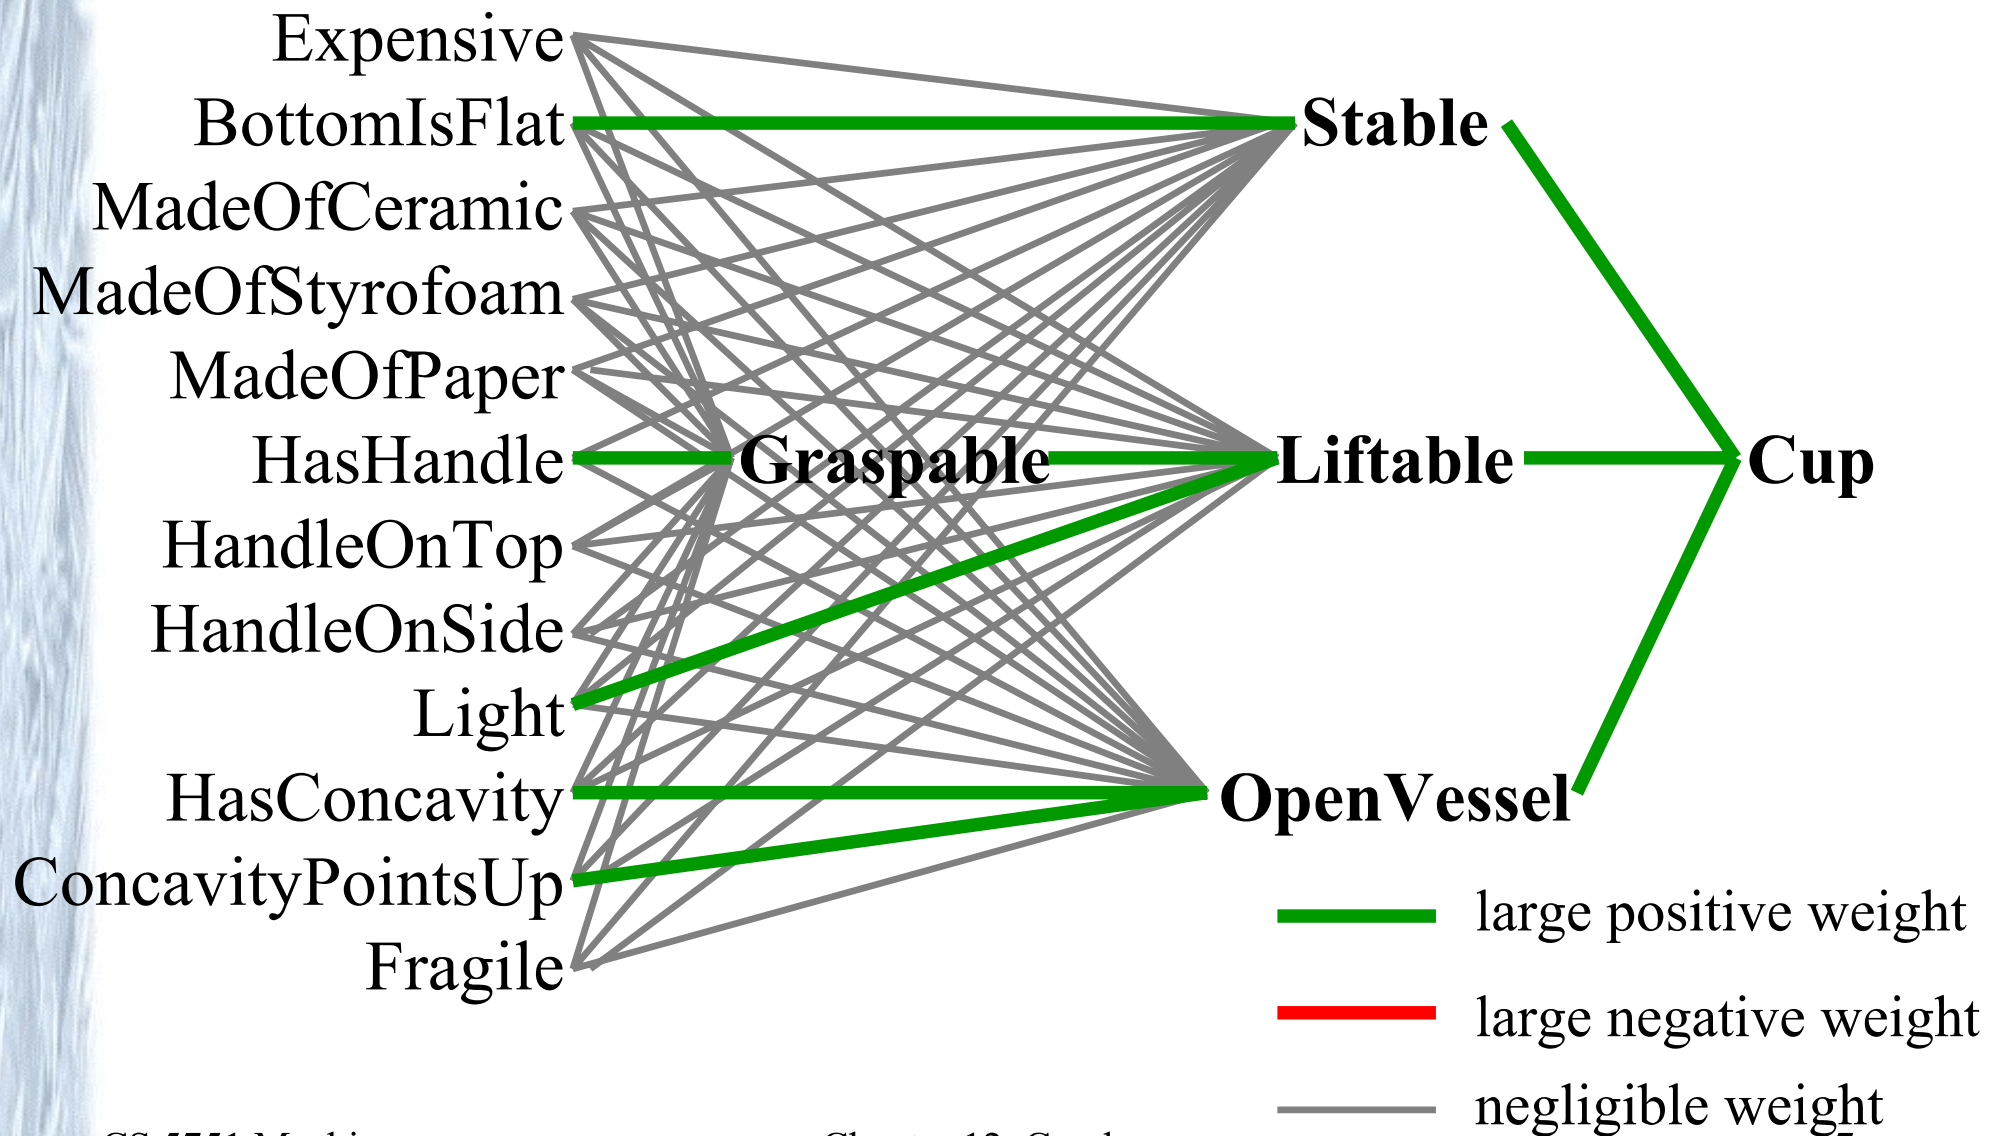 Expensive
BottomIsFlat
Stable
MadeOfCeramic
MadeOfStyrofoam
MadeOfPaper
HasHandle
Graspable
Liftable
Cup
HandleOnTop
HandleOnSide
Light
HasConcavity
OpenVessel
ConcavityPointsUp
Fragile
large positive weight
large negative weight
negligible weight